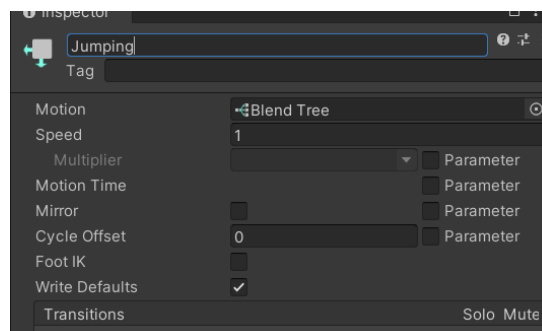 Inspector
Jumping
Tag
Motion Blend Tree
Speed 1
Multiplier Parameter
Motion Time Parameter
Mirror Parameter
Cycle Offset 0 Parameter
Foot IK
Write Defaults
Transitions Solo Mute